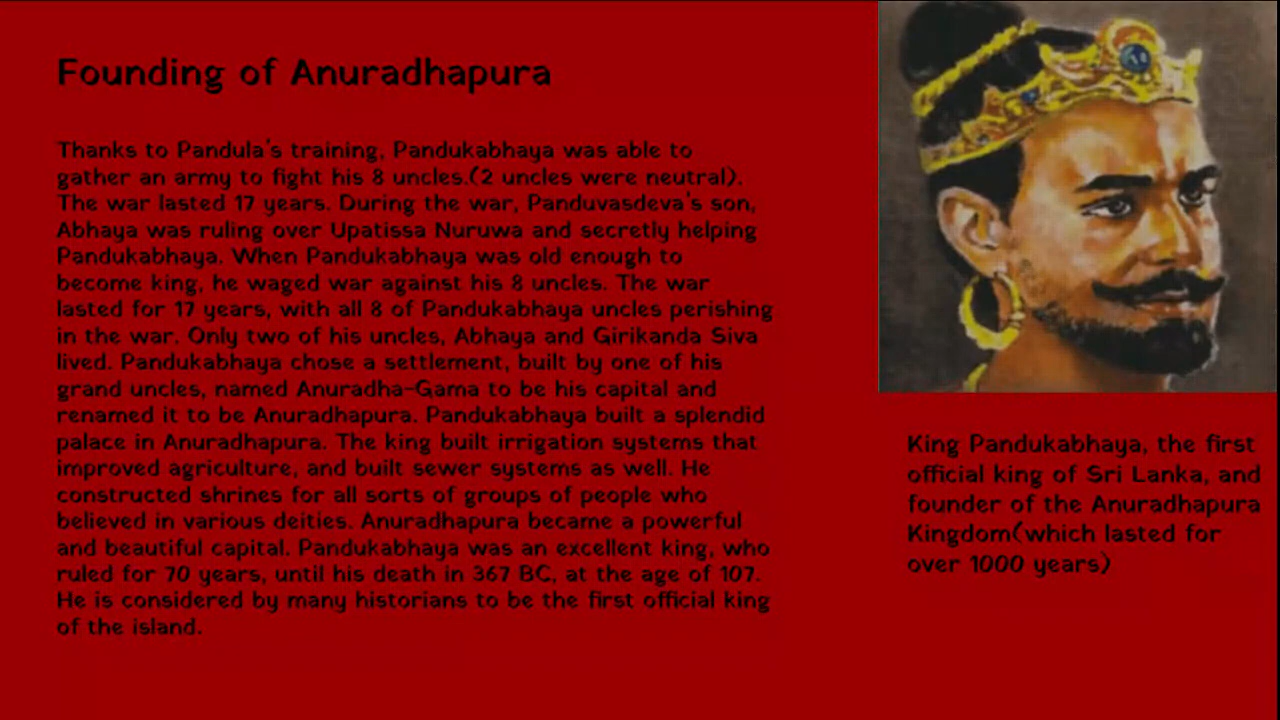 Founding of Anuradhapura
Thanks to Pandula's training, Pandukabhaya was able to
gather an army to fight his 8 uncles.(2 uncles were neutral).
The war lasted 17 years. During the war, Panduvasdeva's son,
Abhaya was ruling over Upatissa Nuruwa and secretly helping
Pandukabhaya. When Pandukabhaya was old enough to
become king, he waged war against his 8 uncles. The war
lasted for 17 years, with all 8 of Pandukabhaya uncles perishing
in the war. Only two of his uncles, Abhaya and Girikanda Siva
lived. Pandukabhaya chose a settlement, built by one of his
grand uncles, named Anuradha-Gama to be his capital and
renamed it to be Anuradhapura. Pandukabhaya built a splendid
palace in Anuradhapura. The king built irrigation systems that
improved agriculture, and built sewer systems as well. He
constructed shrines for all sorts of groups of people who
believed in various deities. Anuradhapura became a powerful
and beautiful capital. Pandukabhaya was an excellent king, who
ruled for 70 years, until his death in 367 BC, at the age of 107.
He is considered by many historians to be the first official king
of the island.
King Pandukabhaya, the first
official king of Sri Lanka, and
founder of the Anuradhapura
Kingdom(which lasted for
over 1000 years)